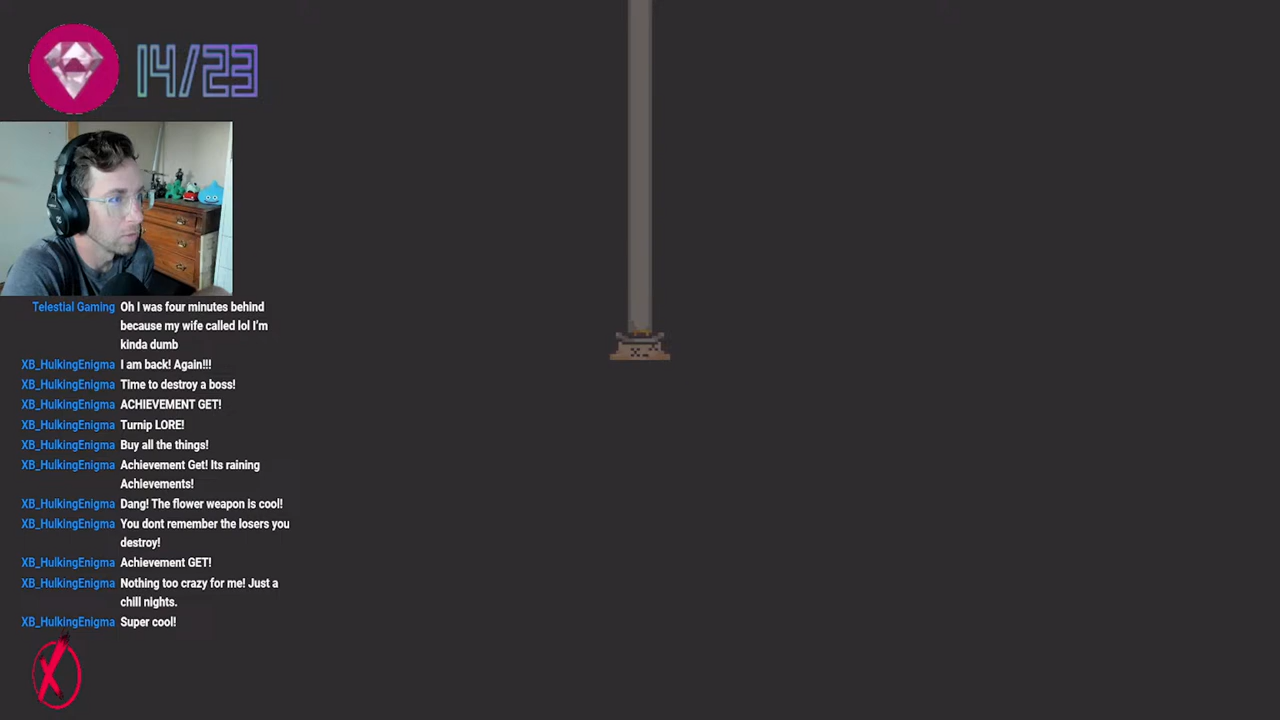 14/23
Telestial Gaming Oh I was four minutes behind
because my wife called lol I'm
kinda dumb
XB_HulkingEnigma I am back! Again!!!
XB_HulkingEnigma Time to destroy a boss!
XB_HulkingEnigma ACHIEVEMENT GET!
XB_HulkingEnigma Turnip LORE!
XB_HulkingEnigma Buy all the things!
XB_HulkingEnigma Achievement Get! Its raining
Achievements!
XB_HulkingEnigma Dang! The flower weapon is cool!
XB_HulkingEnigma You dont remember the losers you
destroy!
XB_HulkingEnigma Achievement GET!
XB_HulkingEnigma Nothing too crazy for me! Just a
chill nights.
XB_HulkingEnigma Super cool!
X